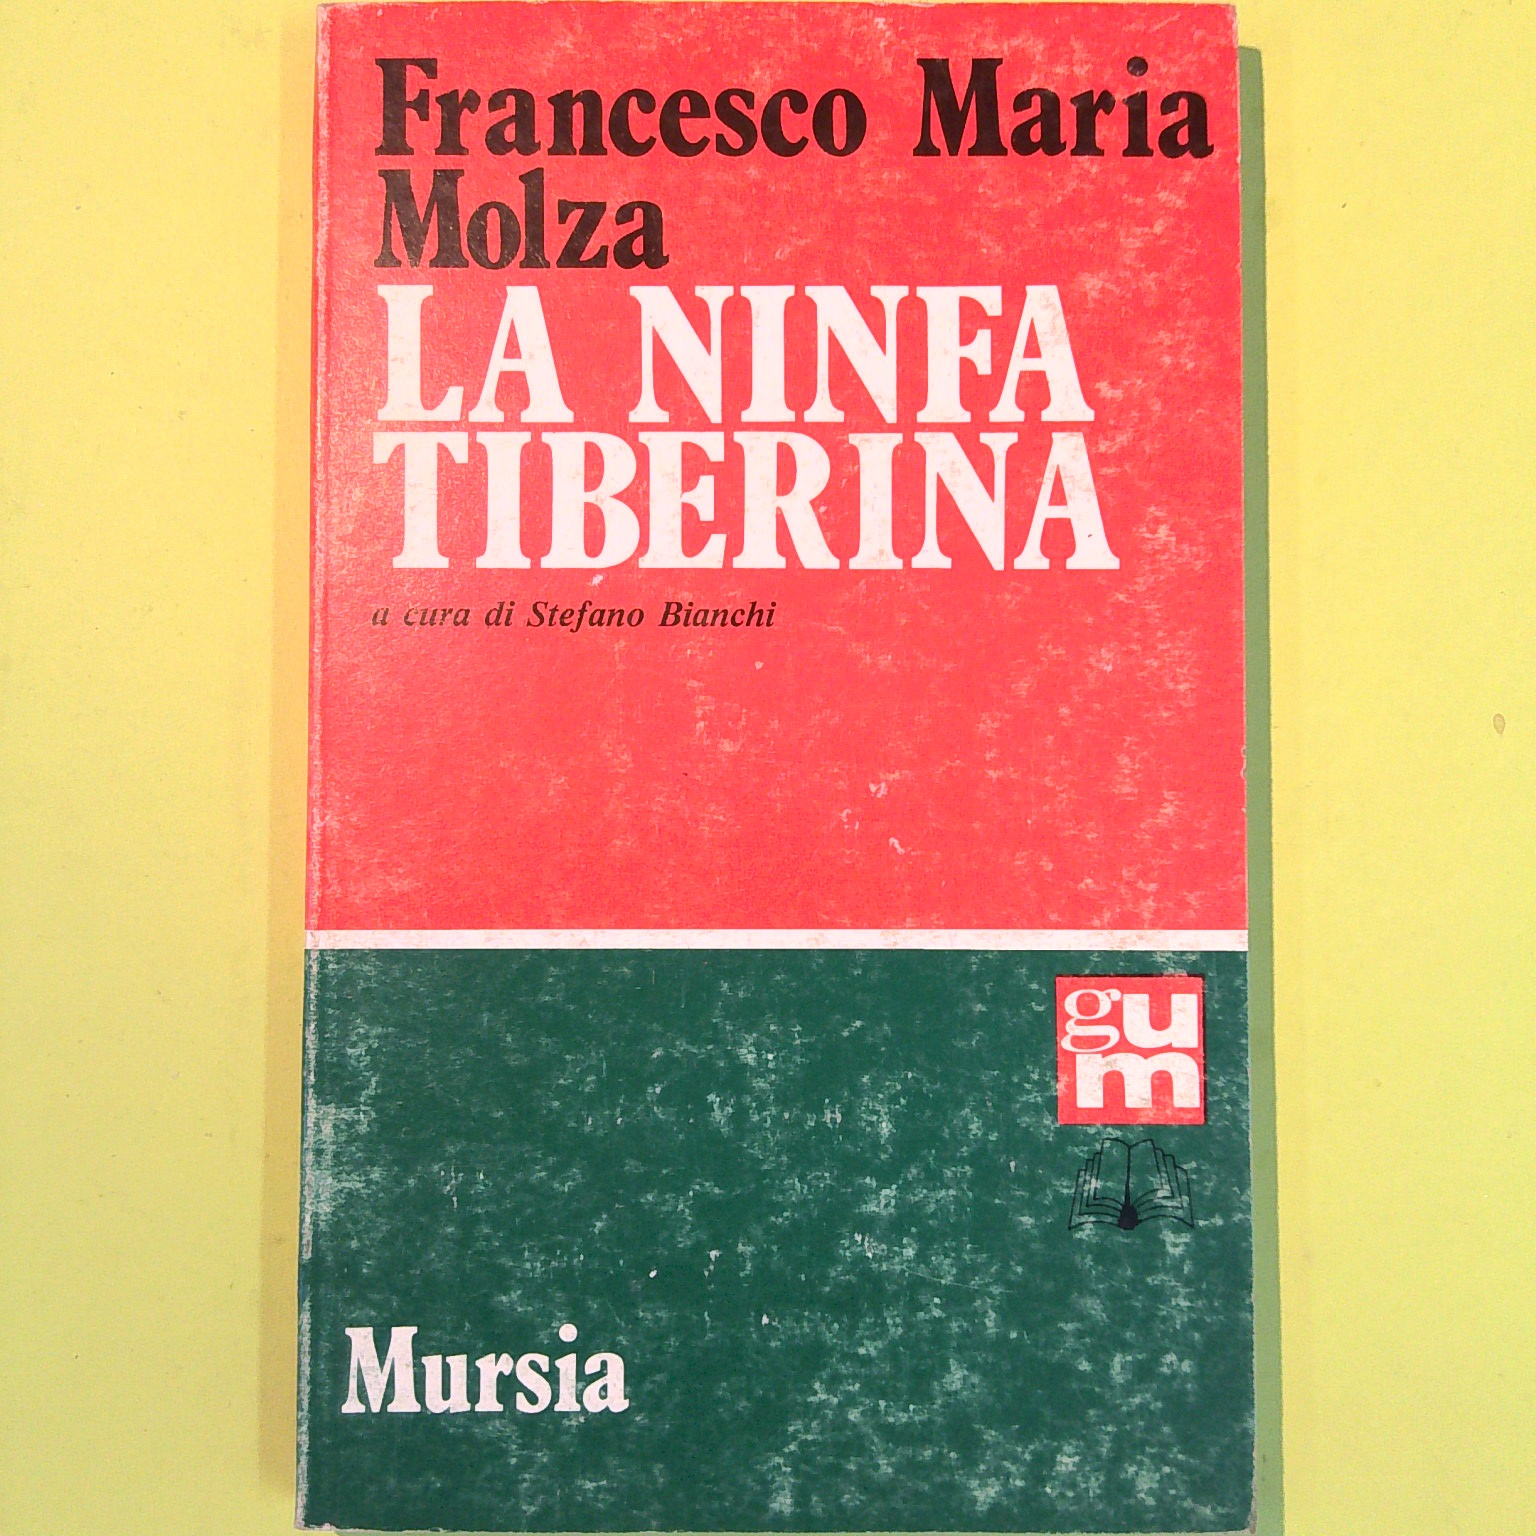 Francesco Maria
Molza
LA NINFA
TIBERINA
a cura di Stefano Bianchi
gu
m
Mursia